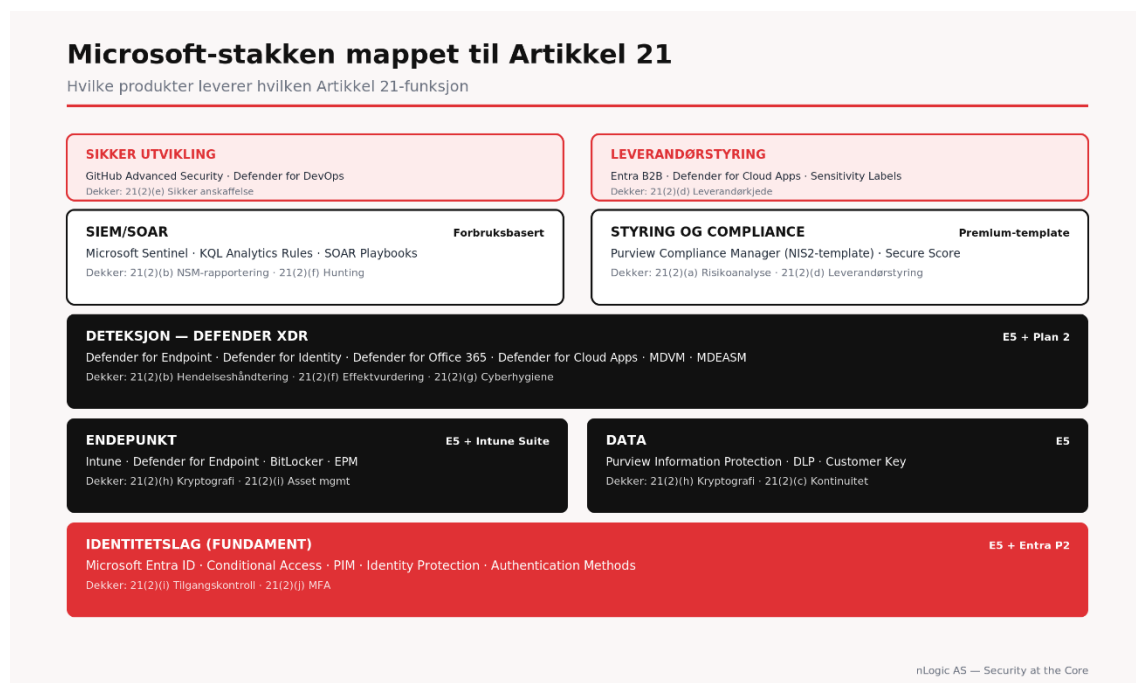 Microsoft-stakken mappet til Artikkel 21
Hvilke produkter leverer hvilken Artikkel 21-funksjon
SIKKER UTVIKLING
GitHub Advanced Security · Defender for DevOps
Dekker: 21(2)(e) Sikker anskaffelse
LEVERANDØRSTYRING
Entra B2B · Defender for Cloud Apps · Sensitivity Labels
Dekker: 21(2)(d) Leverandørkjede
SIEM/SOAR
Forbruksbasert
Microsoft Sentinel · KQL Analytics Rules · SOAR Playbooks
Dekker: 21(2)(b) NSM-rapportering · 21(2)(f) Hunting
STYRING OG COMPLIANCE
Premium-template
Purview Compliance Manager (NIS2-template) · Secure Score
Dekker: 21(2)(a) Risikoanalyse · 21(2)(d) Leverandørstyring
DETEKSJON — DEFENDER XDR
E5 + Plan 2
Defender for Endpoint · Defender for Identity · Defender for Office 365 · Defender for Cloud Apps · MDVM · MDEASM
Dekker: 21(2)(b) Hendelseshåndtering · 21(2)(f) Effektvurdering · 21(2)(g) Cyberhygiene
ENDEPUNKT
E5 + Intune Suite
Intune · Defender for Endpoint · BitLocker · EPM
Dekker: 21(2)(h) Kryptografi · 21(2)(i) Asset mgmt
DATA
E5
Purview Information Protection · DLP · Customer Key
Dekker: 21(2)(h) Kryptografi · 21(2)(c) Kontinuitet
IDENTITETSLAG (FUNDAMENT)
E5 + Entra P2
Microsoft Entra ID · Conditional Access · PIM · Identity Protection · Authentication Methods
Dekker: 21(2)(i) Tilgangskontroll · 21(2)(j) MFA
nLogic AS — Security at the Core